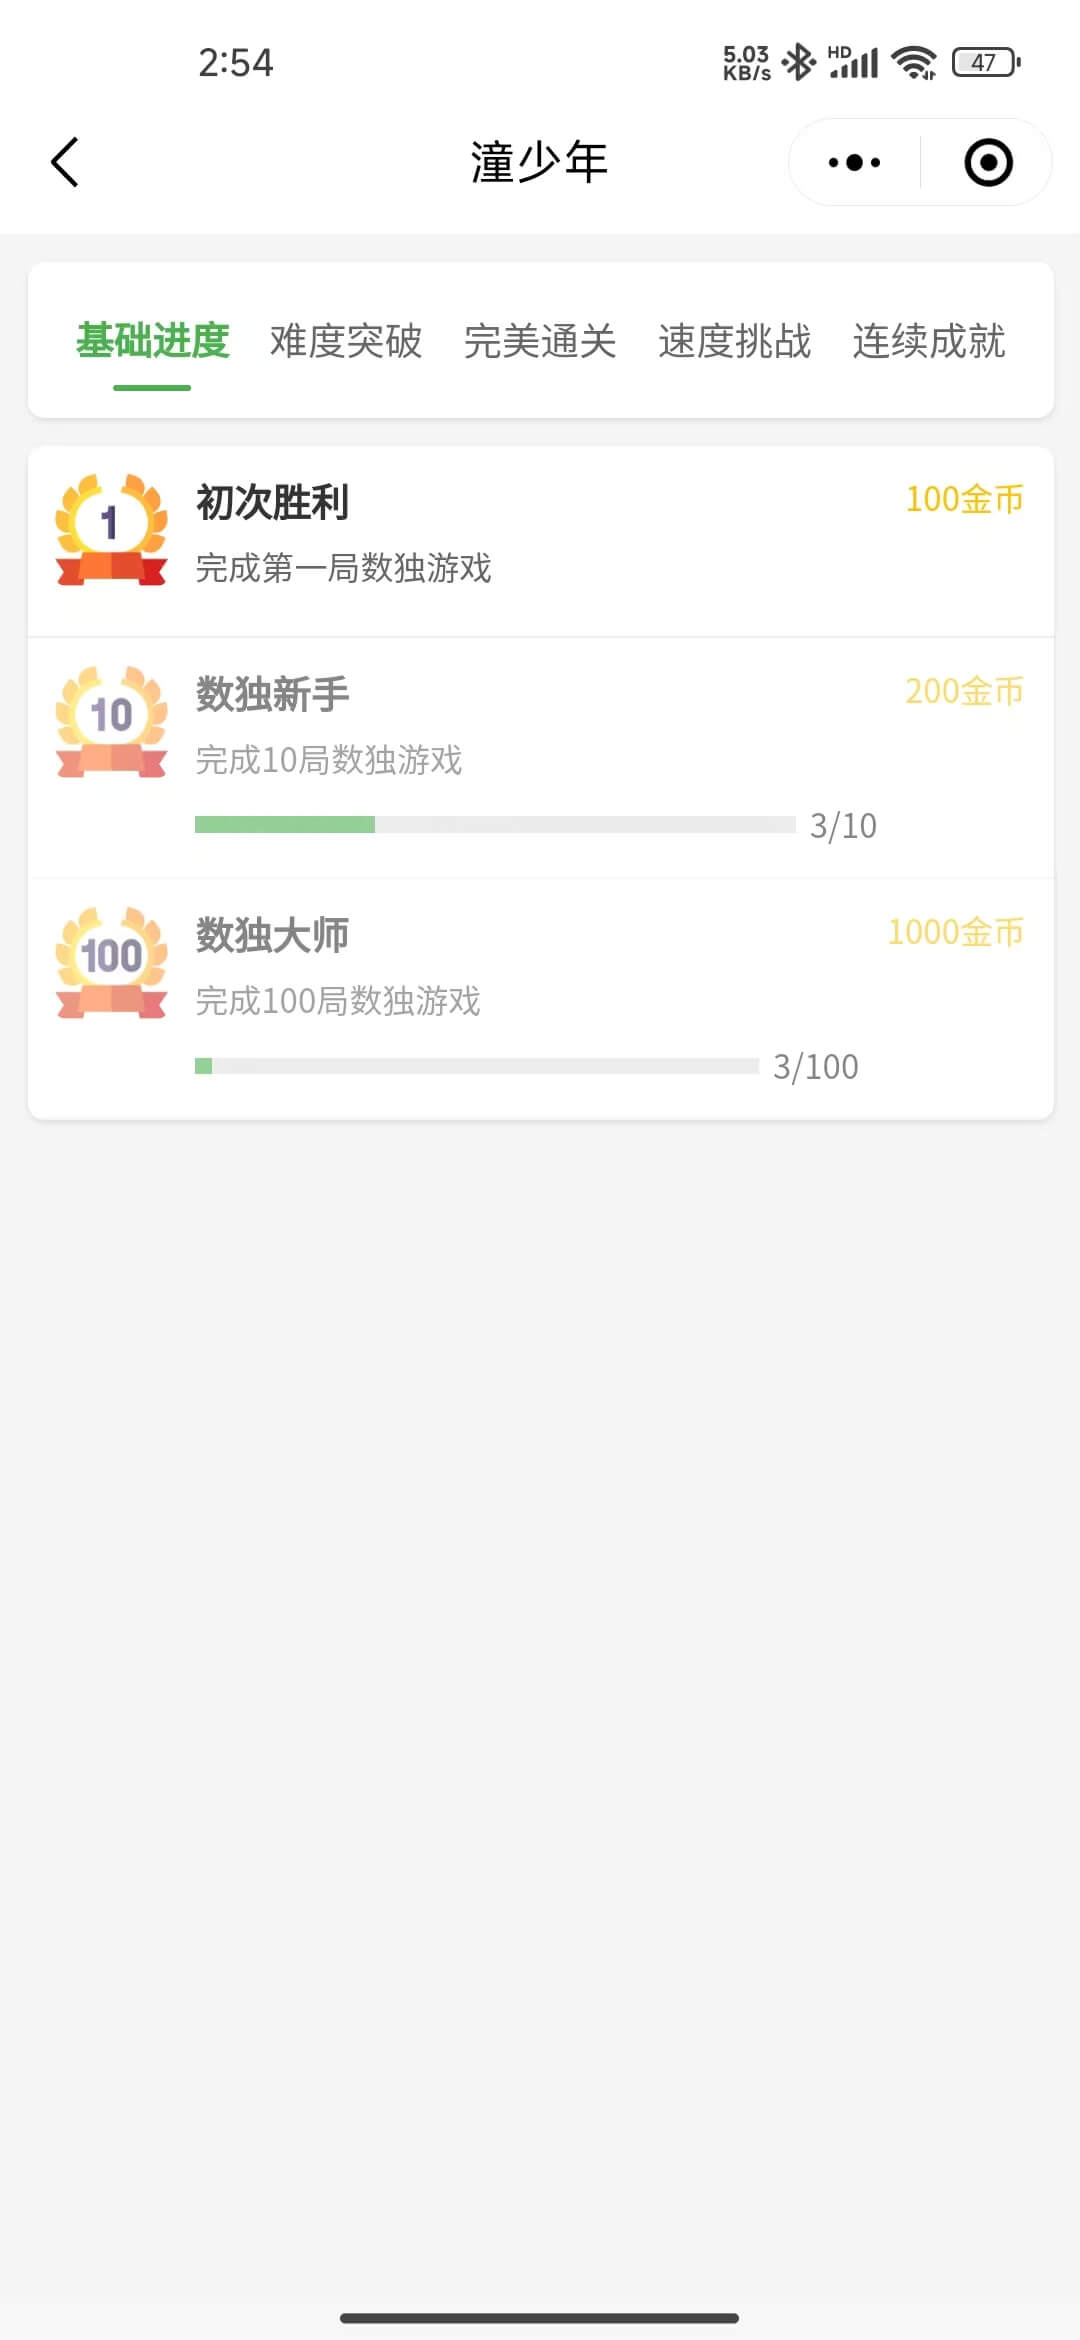 2:54
5.03
KB/s
HD
47
潼少年
基础进度 难度突破 完美通关 速度挑战 连续成就
1
初次胜利
100金币
完成第一局数独游戏
10
数独新手
200金币
完成10局数独游戏
3/10
100
数独大师
1000金币
完成100局数独游戏
3/100